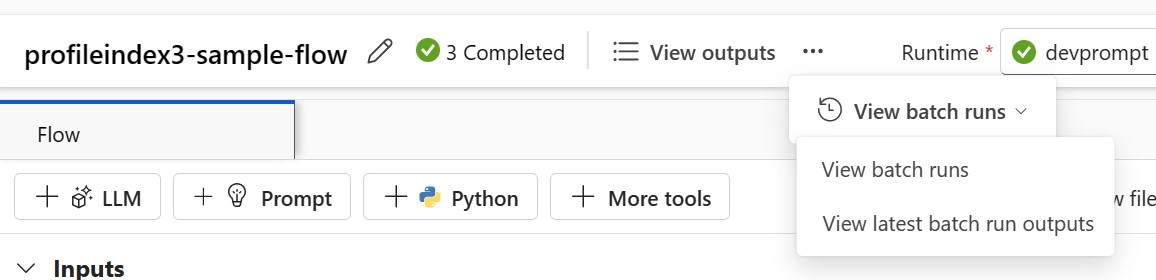 profileindex3-sample-flow 3 Completed View outputs ... Runtime * devprompt
View batch runs
Flow
View batch runs
LLM Prompt Python More tools file
View latest batch run outputs
Inputs